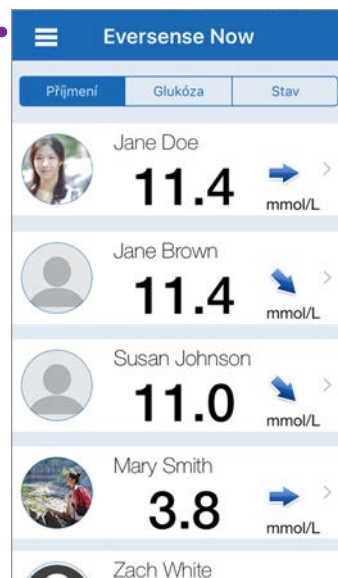 Eversense Now
Příjmení Glukóza Stav
Jane Doe
11.4 mmol/L
Jane Brown
11.4 mmol/L
Susan Johnson
11.0 mmol/L
Mary Smith
3.8 mmol/L
Zach White